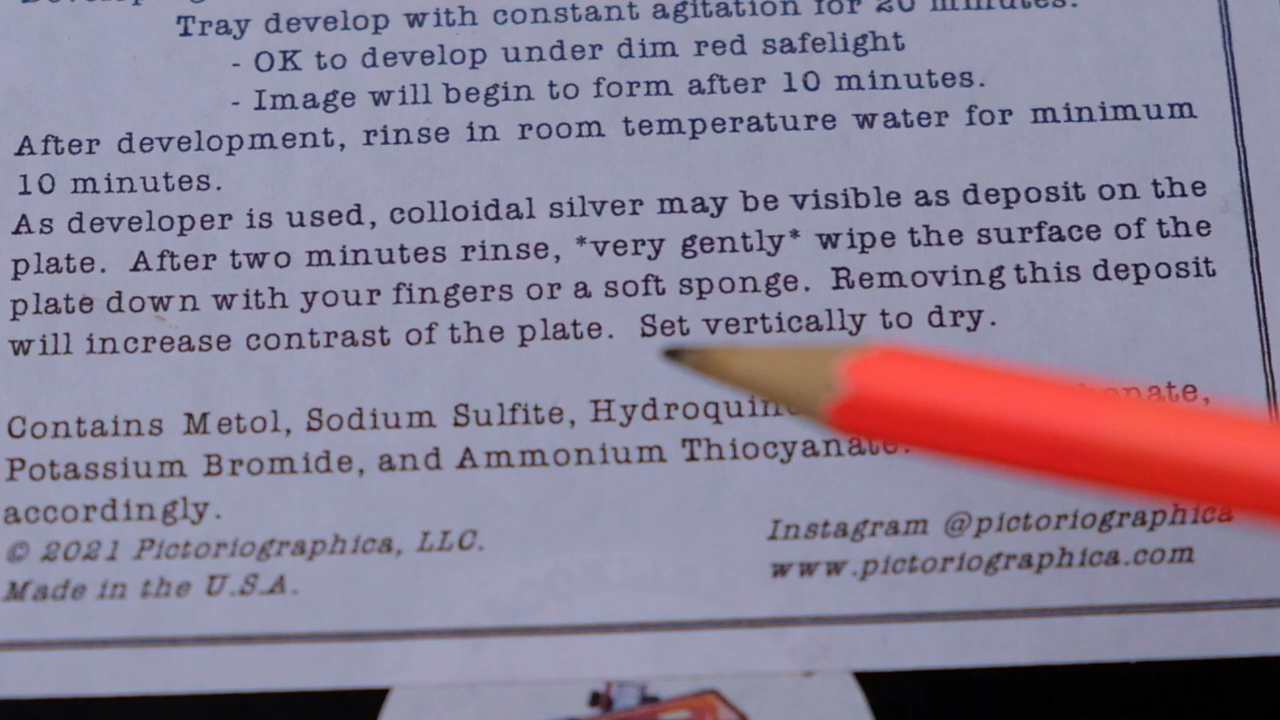 Tray develop with constant agitation for 20 minutes.
- OK to develop under dim red safelight
- Image will begin to form after 10 minutes.
After development, rinse in room temperature water for minimum
10 minutes.
As developer is used, colloidal silver may be visible as deposit on the
plate. After two minutes rinse, *very gently* wipe the surface of the
plate down with your fingers or a soft sponge. Removing this deposit
will increase contrast of the plate. Set vertically to dry.
Contains Metol, Sodium Sulfite,
Potassium Bromide, and Ammonium Thiocyanate.
accordingly.
© 2021 Pictoriographica, LLC.
Made in the U.S.A.
Instagram @pictoriographica
www.pictoriographica.com